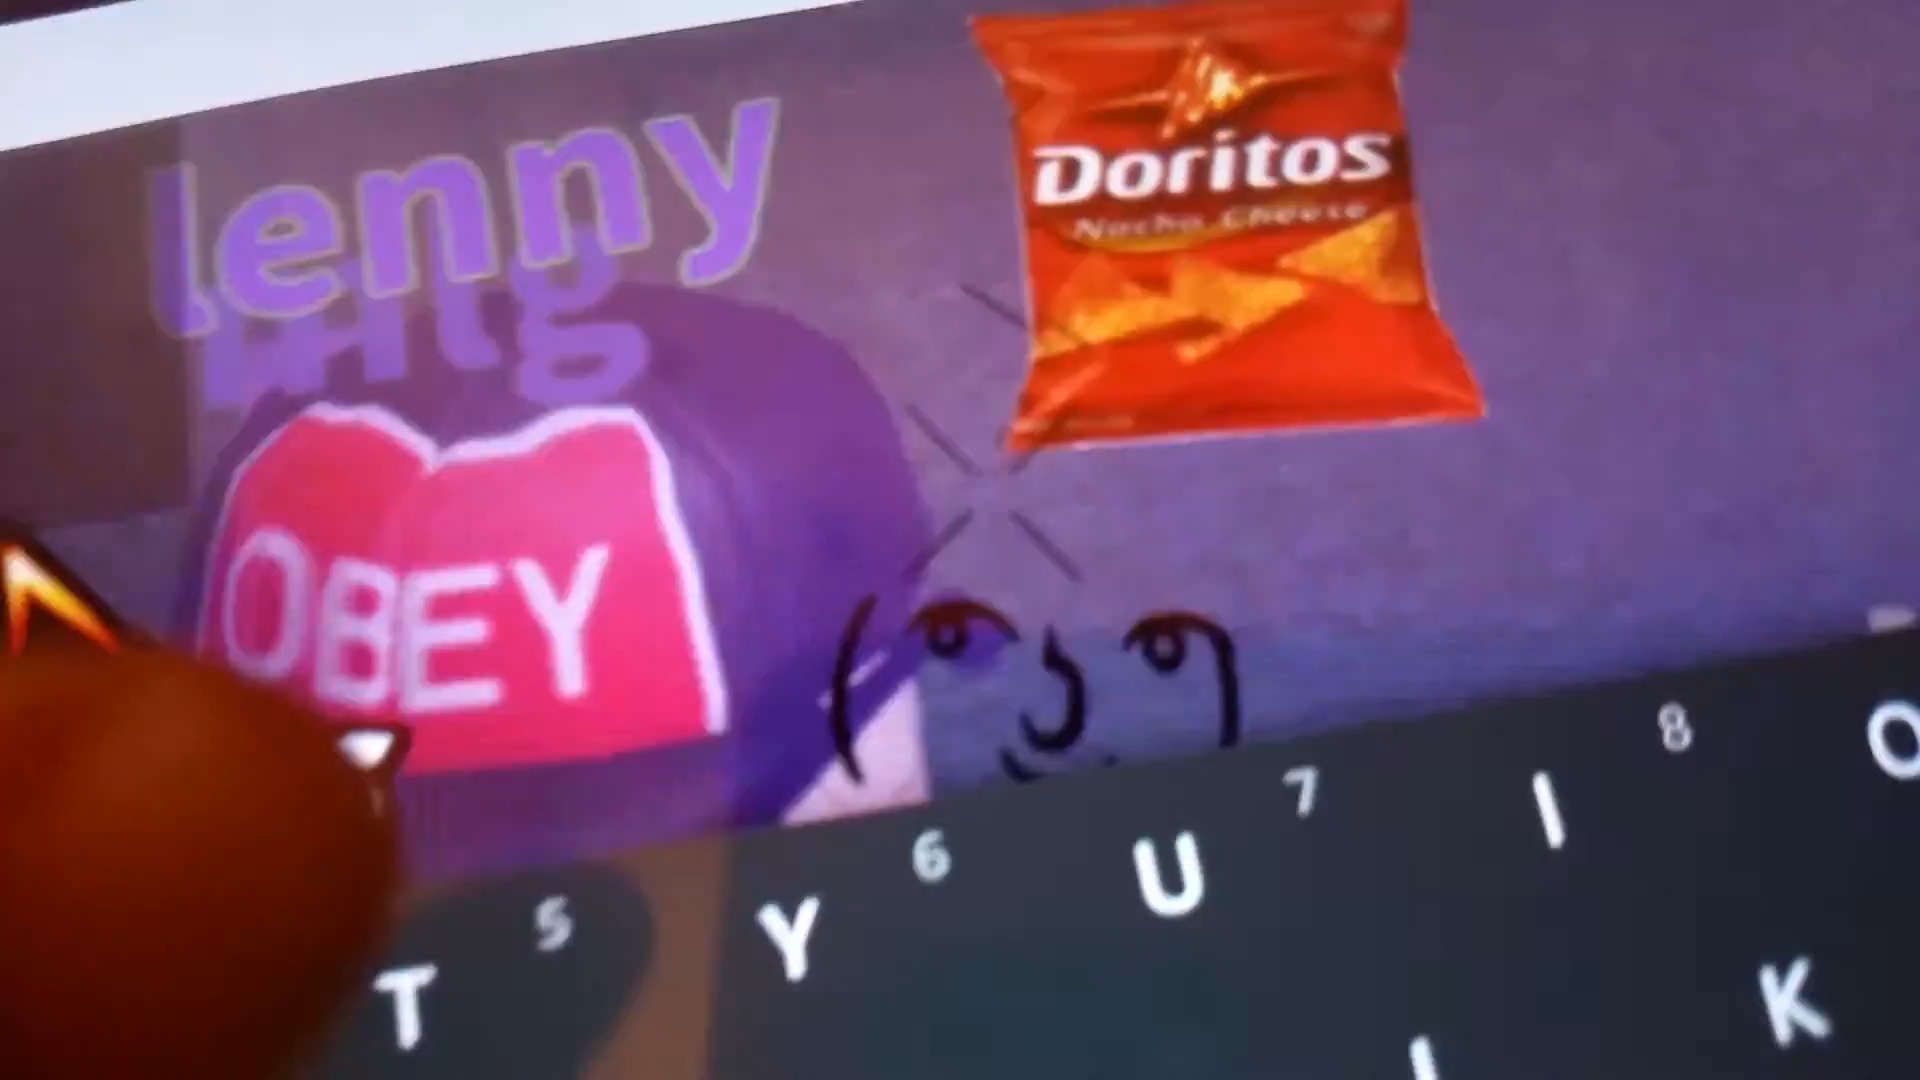 lenny
Doritos
Nacho Cheese
OBEY
5 6 7 8
T Y U I O
K